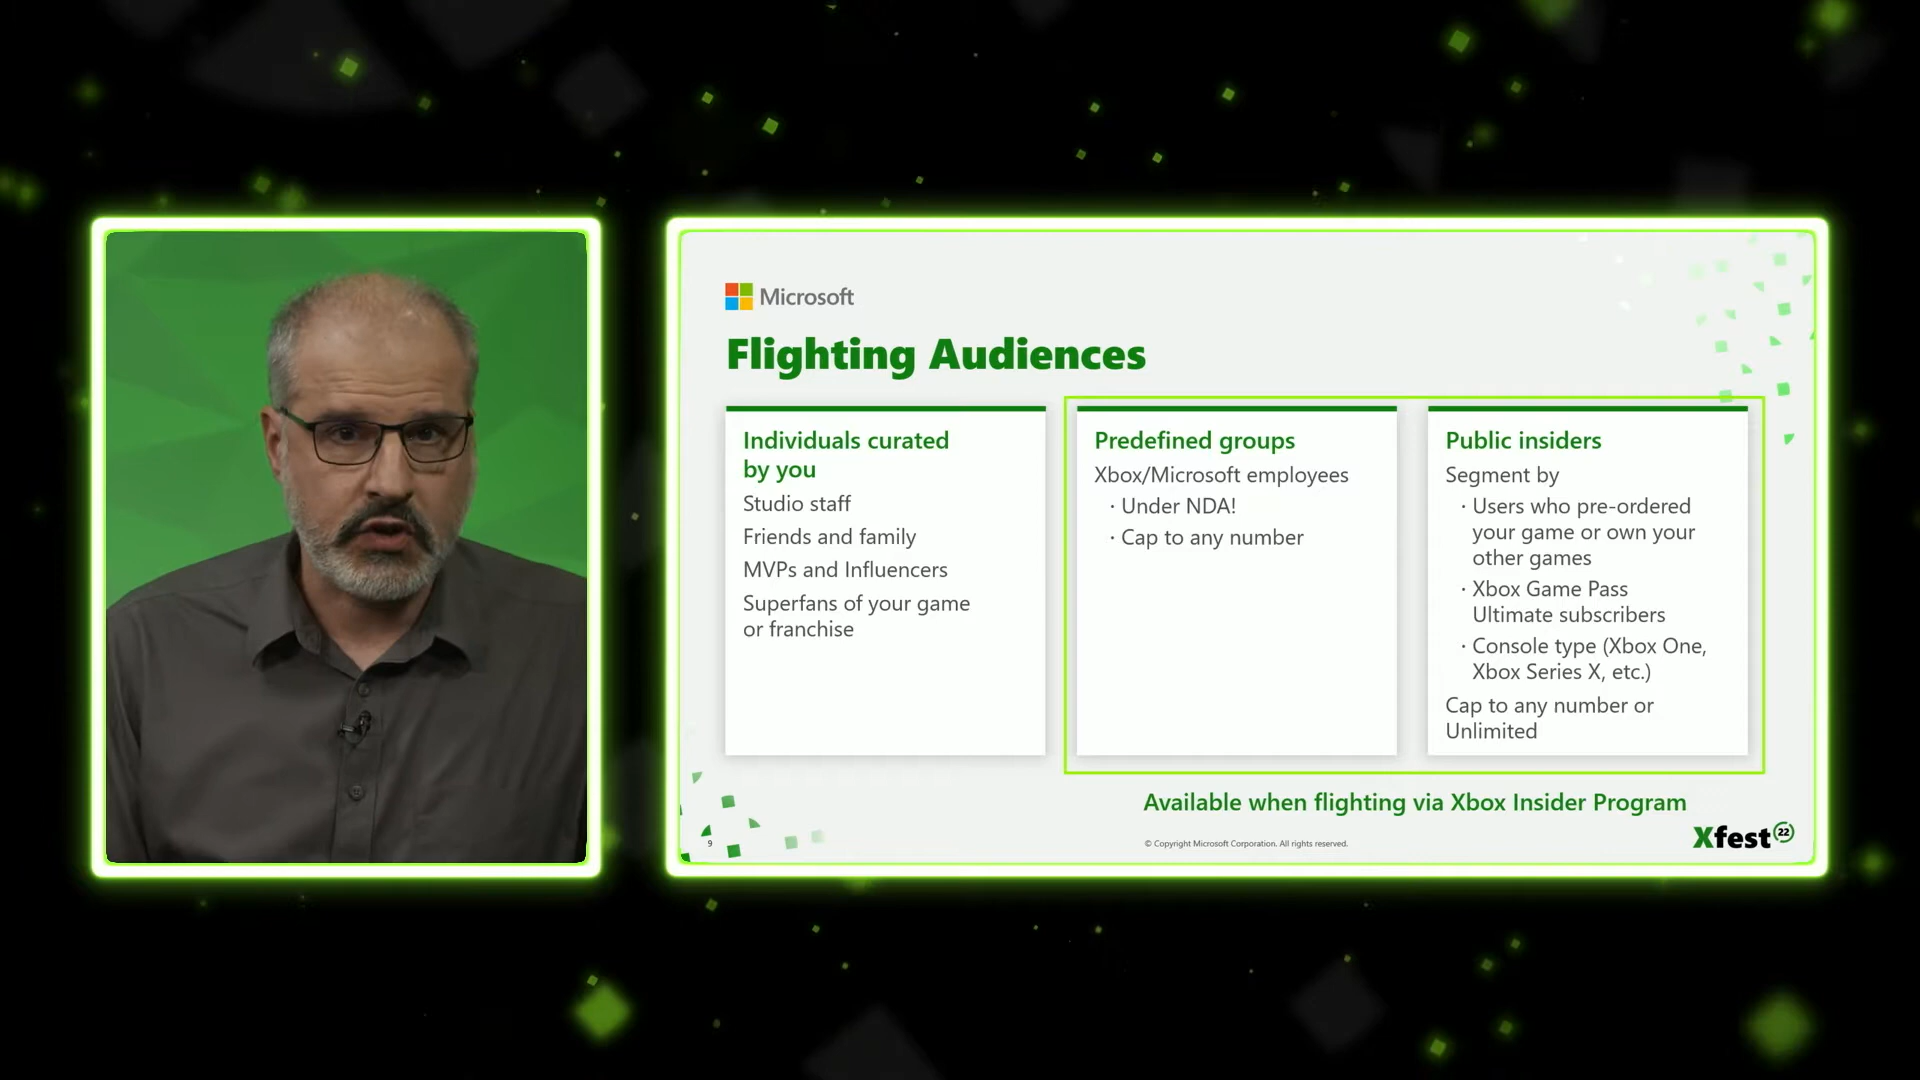 Microsoft
Flighting Audiences
Individuals curated
by you
Studio staff
Friends and family
MVPs and Influencers
Superfans of your game
or franchise
Predefined groups
Xbox/Microsoft employees
· Under NDA!
· Cap to any number
Public insiders
Segment by
· Users who pre-ordered
your game or own your
other games
· Xbox Game Pass
Ultimate subscribers
· Console type (Xbox One,
Xbox Series X, etc.)
Cap to any number or
Unlimited
Available when flighting via Xbox Insider Program
9
© Copyright Microsoft Corporation. All rights reserved.
Xfest 22